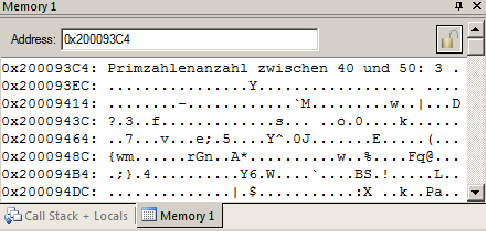 Memory 1
Address: 0x200093C4
0x200093C4: Primzahlenanzahl zwischen 40 und 50: 3 .
0x200093EC: ....................Y...................
0x20009414: .......-..............`M........w..|...D
0x2000943C: ?.3..f...............s... ...o.0....k......
0x20009464: ..7...v...e;.5....Y^.0J.......E.....(...
0x2000948C: {wm......rGn..A*.........w..%....Fq@...
0x200094B4: .;}.4............Y6.W....`....BS.!.....L..
0x200094DC: ................|.$...........:X ..k..Pa..
Call Stack + Locals
Memory 1